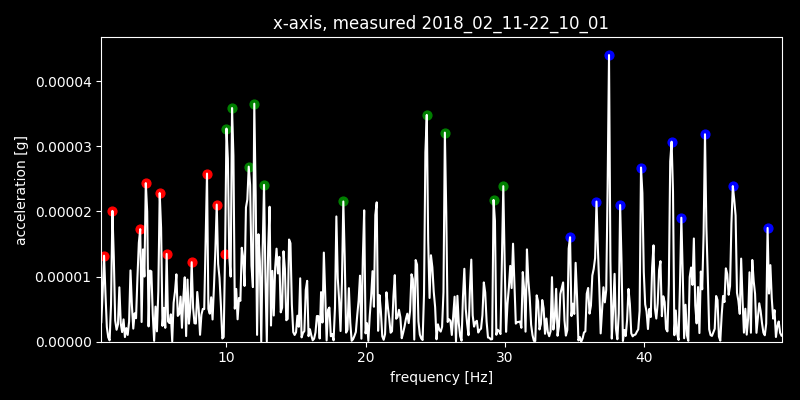 x-axis, measured 2018_02_11-22_10_01
acceleration [g]
0.00004
0.00003
0.00002
0.00001
0.00000
10 20 30 40
frequency [Hz]